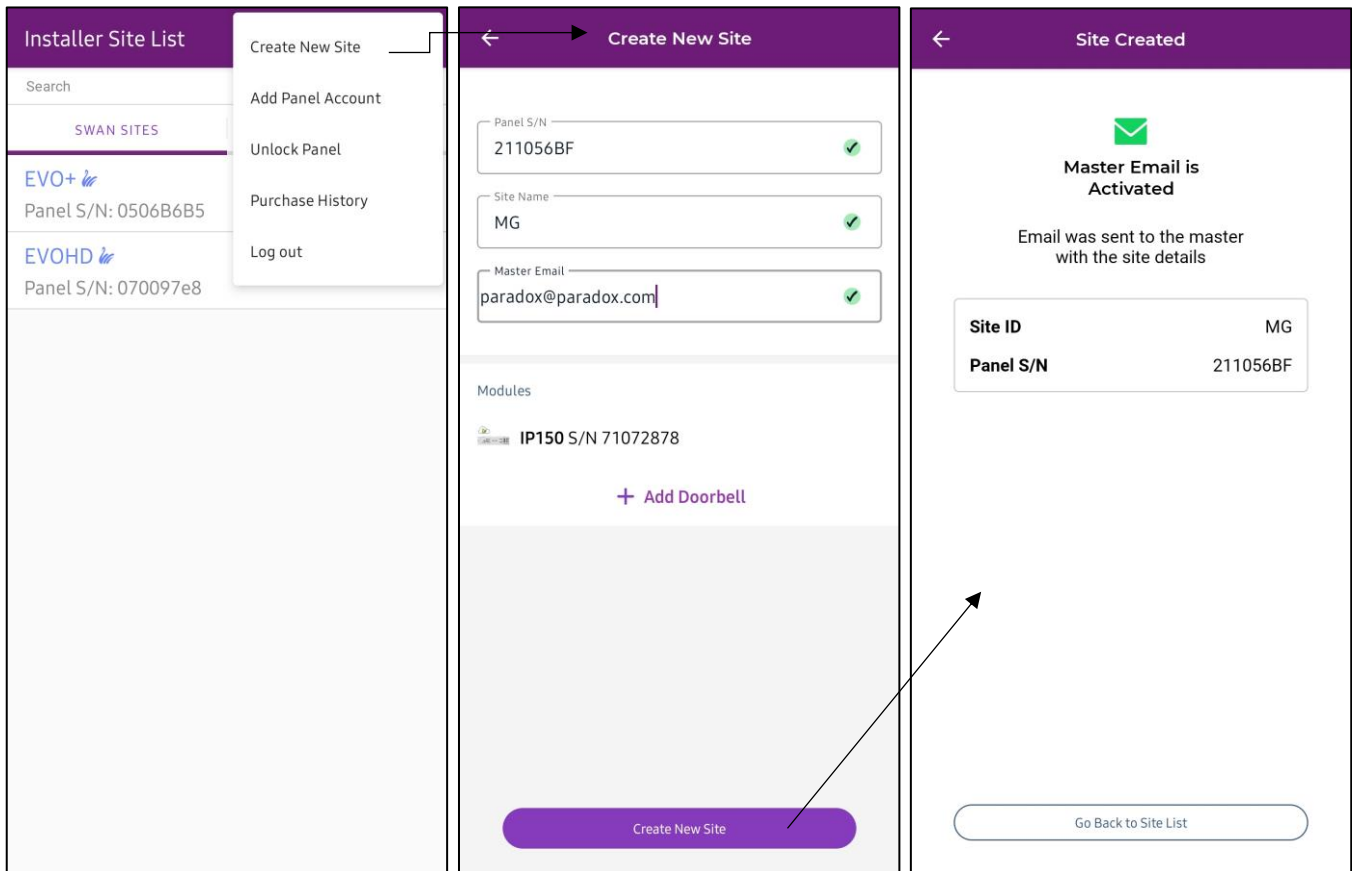 Installer Site List
Search
SWAN SITES
EVO+
Panel S/N: 0506B6B5
EVOHD
Panel S/N: 070097e8
Create New Site
Add Panel Account
Unlock Panel
Purchase History
Log out
Create New Site
Panel S/N
211056BF
Site Name
MG
Master Email
paradox@paradox.com
Modules
IP150 S/N 71072878
+ Add Doorbell
Create New Site
Site Created
Master Email is
Activated
Email was sent to the master
with the site details
Site ID MG
Panel S/N 211056BF
Go Back to Site List